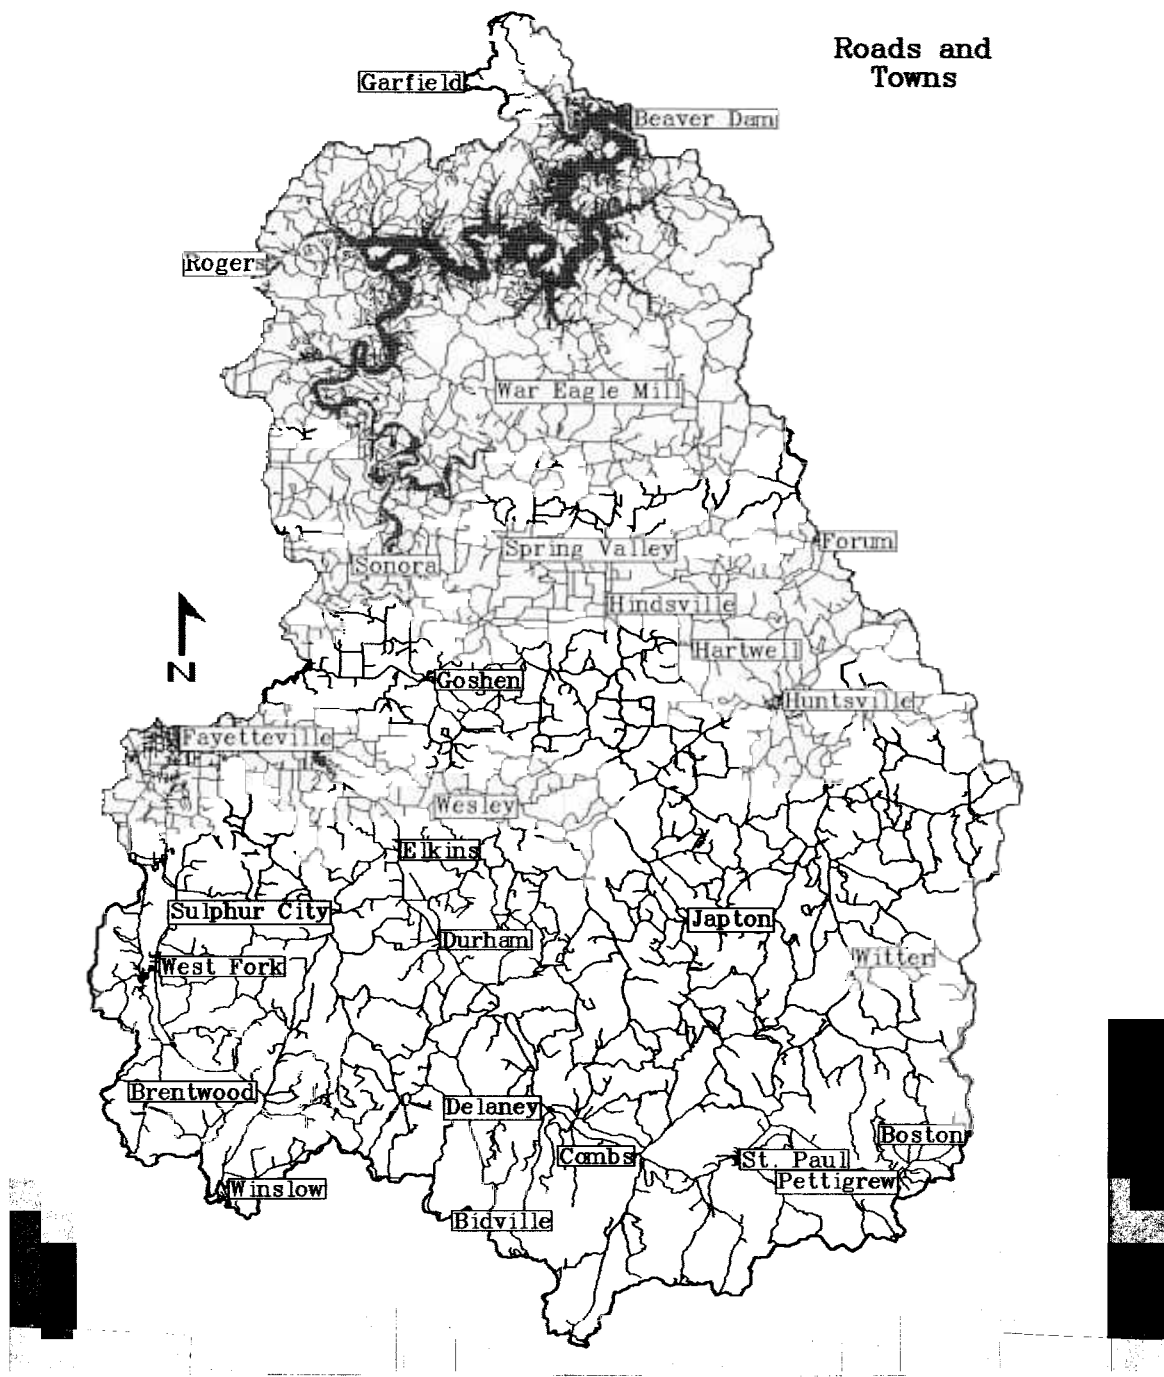 Roads and
Towns
Garfield
Beaver Dam
Rogers
War Eagle Mill
Forum
Spring Valley
Sonora
Hindsville
Hartwell
N
Goshen
Huntsville
Fayetteville
Wesley
Elkins
Sulphur City
Japton
Durham
Witter
West Fork
Brentwood
Delaney
Boston
Combs
St. Paul
Pettigrew
Winslow
Bidville